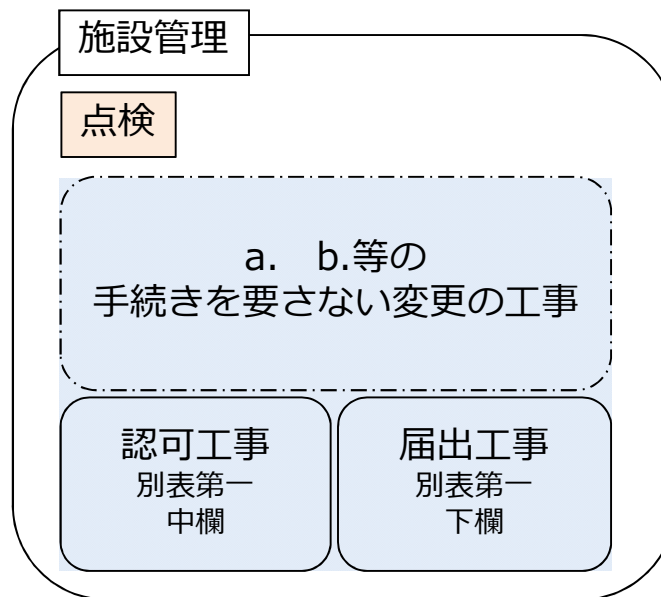 施設管理
点検
a.　b.等の
手続きを要さない変更の工事
認可工事
別表第一
中欄
届出工事
別表第一
下欄